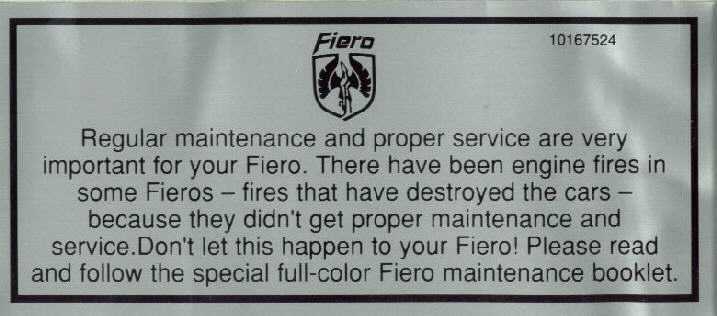 Fiero
10167524
Regular maintenance and proper service are very
important for your Fiero. There have been engine fires in
some Fieros – fires that have destroyed the cars –
because they didn't get proper maintenance and
service.Don't let this happen to your Fiero! Please read
and follow the special full-color Fiero maintenance booklet.